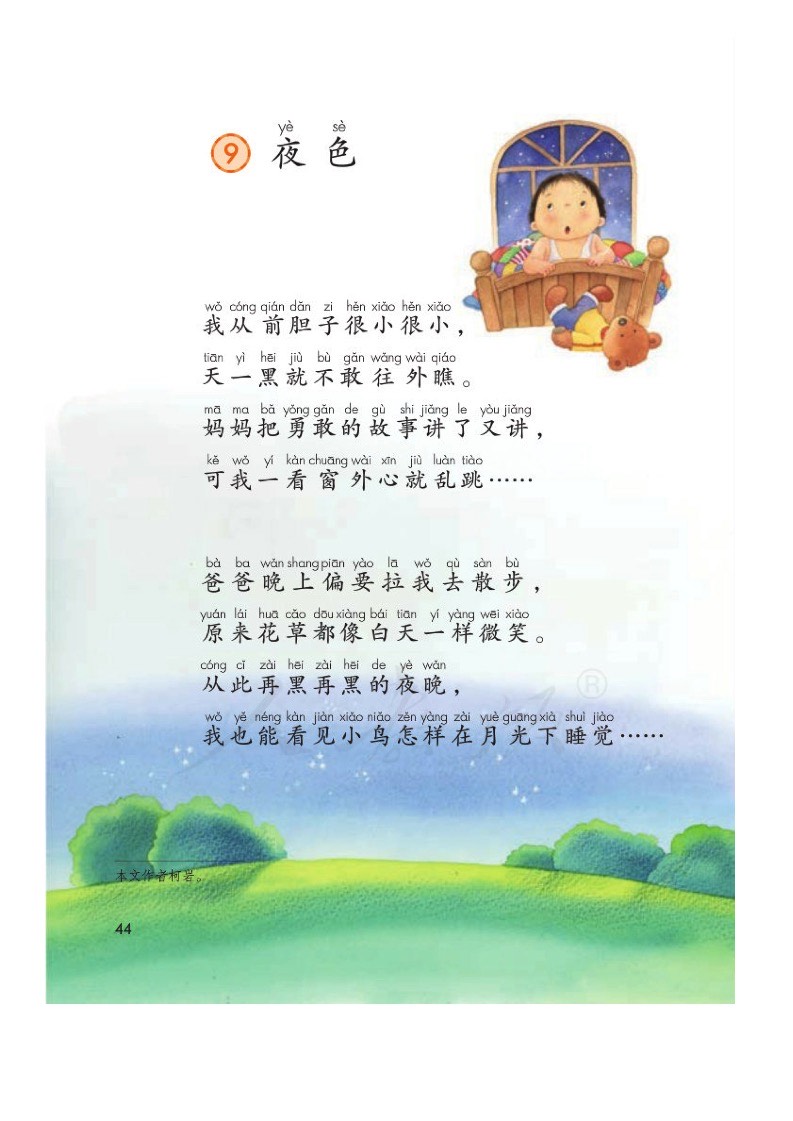 yè sè
9 夜色
wǒ cóng qián dǎn zi hěn xiǎo hěn xiǎo
我从前胆子很小很小，
tiān yì hēi jiù bù gǎn wǎng wài qiáo
天一黑就不敢往外瞧。
mā ma bǎ yǒng gǎn de gù shi jiǎng le yòu jiǎng
妈妈把勇敢的故事讲了又讲，
kě wǒ yí kàn chuāng wài xīn jiù luàn tiào
可我一看窗外心就乱跳……
bà ba wǎn shang piān yào lā wǒ qù sàn bù
爸爸晚上偏要拉我去散步，
yuán lái huā cǎo dōu xiàng bái tiān yí yàng wēi xiào
原来花草都像白天一样微笑。
cóng cǐ zài hēi zài hēi de yè wǎn
从此再黑再黑的夜晚，
wǒ yě néng kàn jiàn xiǎo niǎo zěn yàng zài yuè guāng xià shuì jiào
我也能看见小鸟怎样在月光下睡觉……
本文作者柯岩。
44